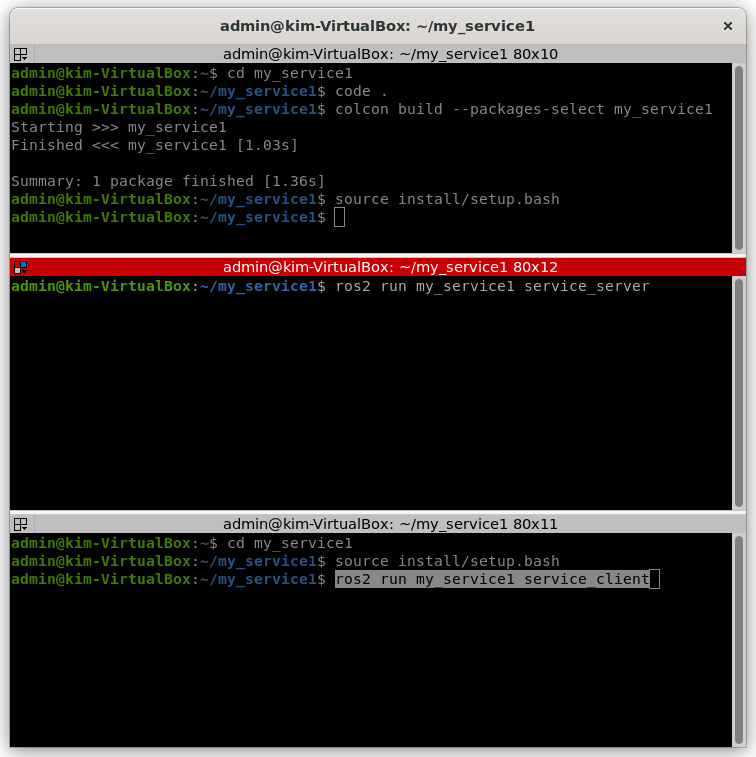 admin@kim-VirtualBox: ~/my_service1
×
admin@kim-VirtualBox: ~/my_service1 80x10
admin@kim-VirtualBox:~$ cd my_service1
admin@kim-VirtualBox:~/my_service1$ code .
admin@kim-VirtualBox:~/my_service1$ colcon build --packages-select my_service1
Starting >>> my_service1
Finished <<< my_service1 [1.03s]
Summary: 1 package finished [1.36s]
admin@kim-VirtualBox:~/my_service1$ source install/setup.bash
admin@kim-VirtualBox:~/my_service1$
admin@kim-VirtualBox: ~/my_service1 80x12
admin@kim-VirtualBox:~/my_service1$ ros2 run my_service1 service_server
admin@kim-VirtualBox: ~/my_service1 80x11
admin@kim-VirtualBox:~$ cd my_service1
admin@kim-VirtualBox:~/my_service1$ source install/setup.bash
admin@kim-VirtualBox:~/my_service1$ ros2 run my_service1 service_client